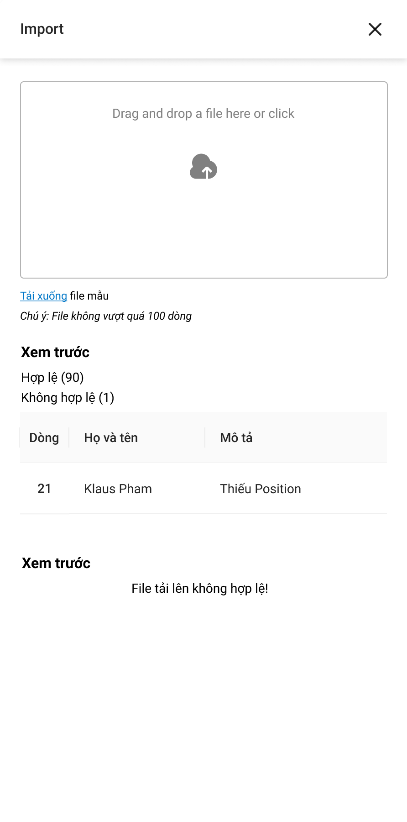 Import
Drag and drop a file here or click
Tải xuống file mẫu
Chú ý: File không vượt quá 100 dòng
Xem trước
Hợp lệ (90)
Không hợp lệ (1)
Dòng Họ và tên Mô tả
21 Klaus Pham Thiếu Position
Xem trước
File tải lên không hợp lệ!